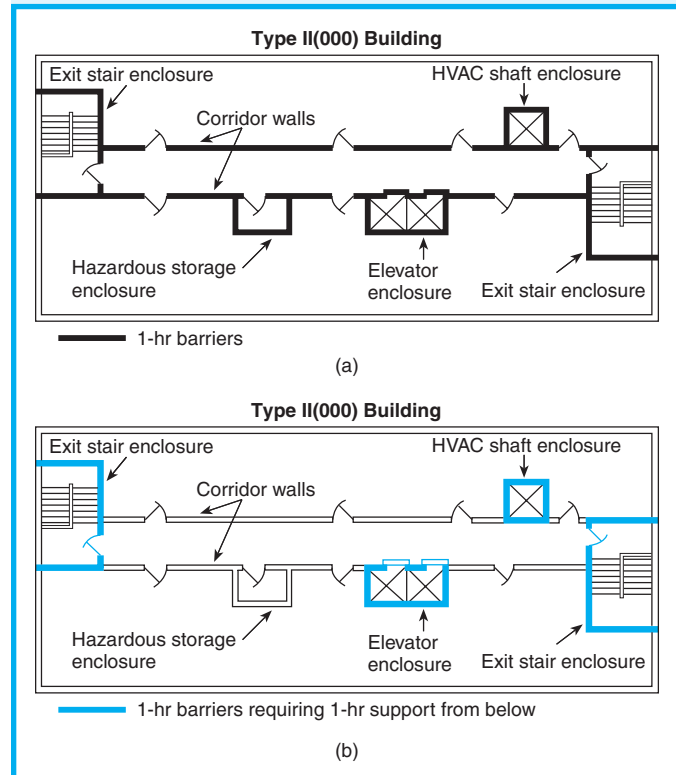 Type II(000) Building
Exit stair enclosure
HVAC shaft enclosure
Corridor walls
Hazardous storage
enclosure
Elevator
enclosure
Exit stair enclosure
1-hr barriers
(a)
Type II(000) Building
Exit stair enclosure
HVAC shaft enclosure
Corridor walls
Hazardous storage
enclosure
Elevator
enclosure
Exit stair enclosure
1-hr barriers requiring 1-hr support from below
(b)